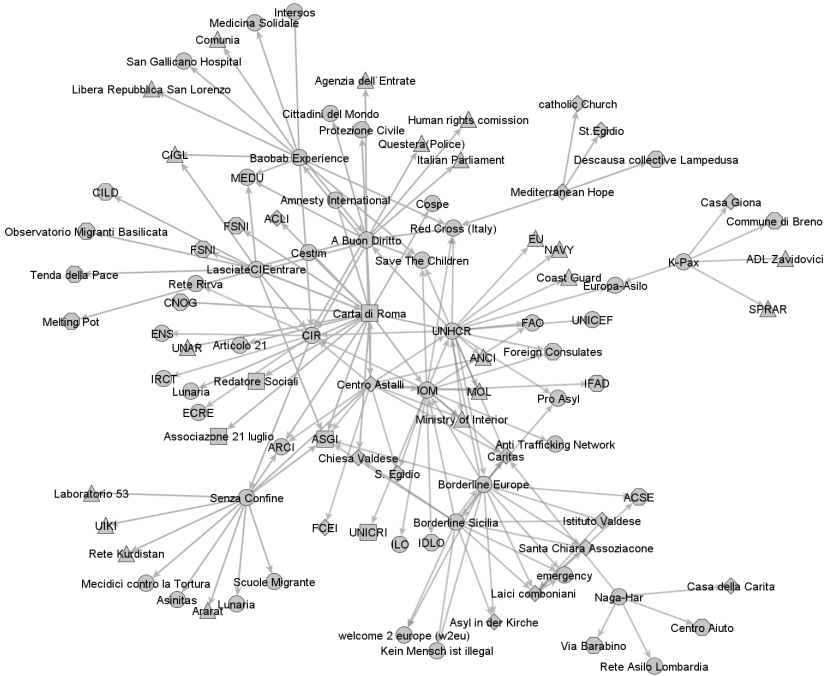 Intersos
Medicina Solidale
Comunia
San Gallicano Hospital
Libera Repubblica San Lorenzo
Agenzia dell´Entrate
catholic Church
Cittadini del Mondo
Human rights comission
Protezione Civile
St.Egidio
Questera(Police)
CIGL
Baobab Experience
Italian Parliament
Descausa collective Lampedusa
MEDU
CILD
Amnesty International
Mediterranean Hope
Cospe
Casa Giona
FSNI
ACLI
Red Cross (Italy)
Commune di Breno
Observatorio Migranti Basilicata
A Buon Diritto
EU
FSNI
Cestim
NAVY
Save The Children
K-Pax
ADL Zavidovici
Tenda della Pace
LasciateCIEentrare
Coast Guard
Rete Rirva
Europa-Asilo
CNOG
SPRAR
Melting Pot
Carta di Roma
FAO
UNICEF
ENS
CIR
UNHCR
UNAR
Articolo 21
Foreign Consulates
ANCI
IRCT
Redatore Sociali
Centro Astalli
IFAD
Lunaria
IOM
MOL
Pro Asyl
ECRE
Ministry of Interior
Associazone 21 luglio
ARCI
ASGI
Anti Trafficking Network
Chiesa Valdese
Caritas
S. Egidio
Borderline Europe
Laboratorio 53
Senza Confine
ACSE
UIKI
FCEI
Borderline Sicilia
Istituto Valdese
UNICRI
ILO
IDLO
Rete Kurdistan
Santa Chiara Assoziacone
emergency
Mecidici contro la Tortura
Scuole Migrante
Laici comboniani
Naga-Har
Casa della Carita
Asinitas
Lunaria
Ararat
Asyl in der Kirche
Centro Aiuto
welcome 2 europe (w2eu)
Kein Mensch ist illegal
Via Barabino
Rete Asilo Lombardia